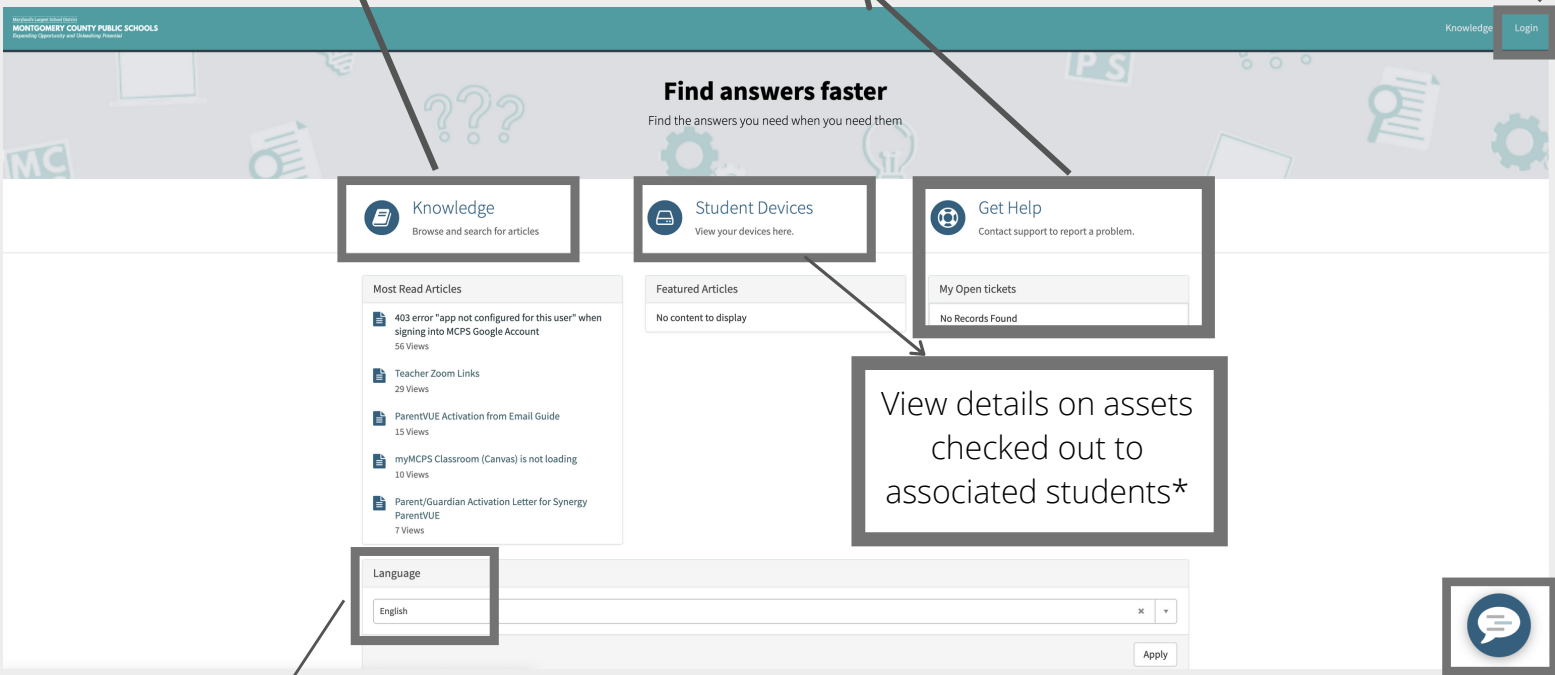 Maryland's Largest School District
MONTGOMERY COUNTY PUBLIC SCHOOLS
Expanding Opportunity and Unleashing Potential
Knowledge
Login
MC
???
PS
Find answers faster
Find the answers you need when you need them
Knowledge
Browse and search for articles
Student Devices
View your devices here.
Get Help
Contact support to report a problem.
Most Read Articles
403 error "app not configured for this user" when
signing into MCPS Google Account
56 Views
Teacher Zoom Links
29 Views
ParentVUE Activation from Email Guide
15 Views
myMCPS Classroom (Canvas) is not loading
10 Views
Parent/Guardian Activation Letter for Synergy
ParentVUE
7 Views
Featured Articles
No content to display
My Open tickets
No Records Found
View details on assets
checked out to
associated students*
Language
English
Apply